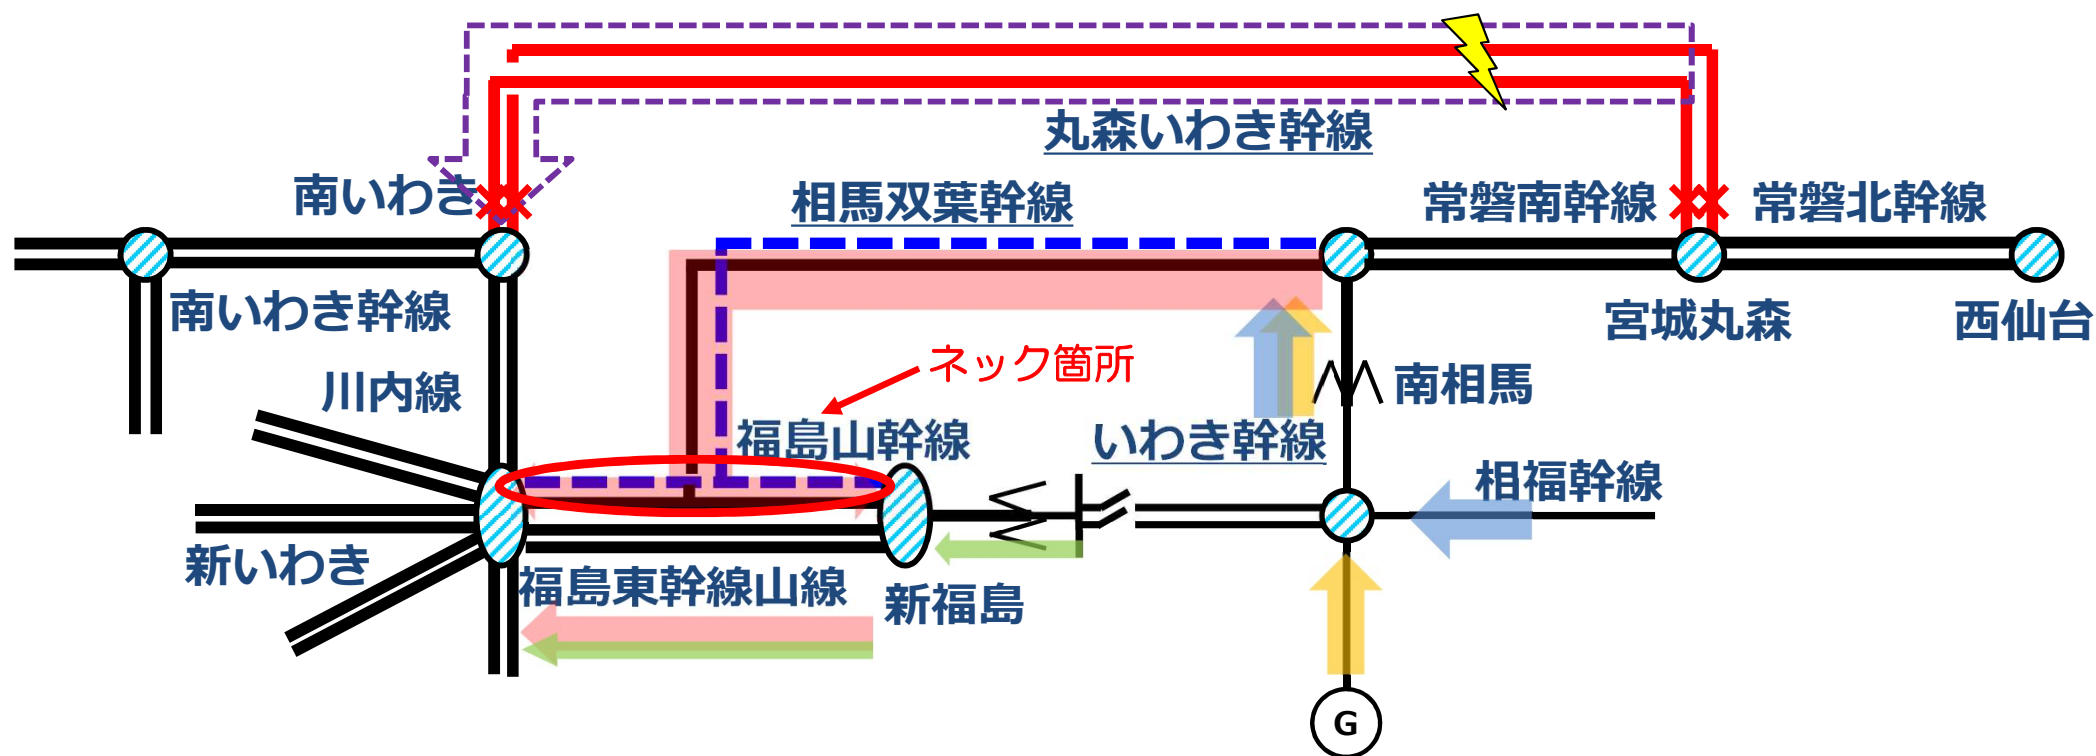 丸森いわき幹線
南いわき
相馬双葉幹線
常磐南幹線
常磐北幹線
南いわき幹線
宮城丸森
西仙台
ネック箇所
川内線
南相馬
福島山幹線
いわき幹線
相福幹線
新いわき
福島東幹線山線
新福島
G